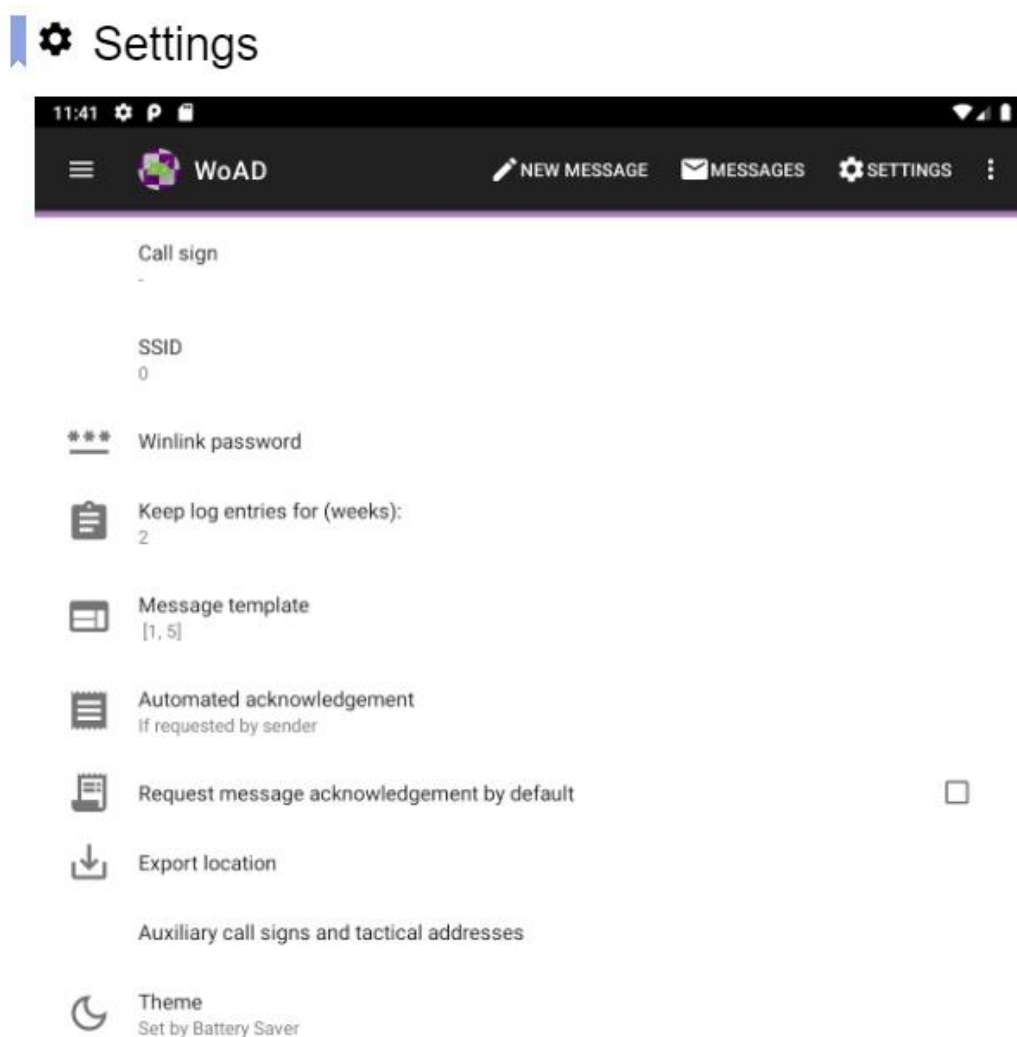 Settings
11:41
WoAD NEW MESSAGE MESSAGES SETTINGS
Call sign
-
SSID
0
Winlink password
Keep log entries for (weeks):
2
Message template
[1, 5]
Automated acknowledgement
If requested by sender
Request message acknowledgement by default
Export location
Auxiliary call signs and tactical addresses
Theme
Set by Battery Saver